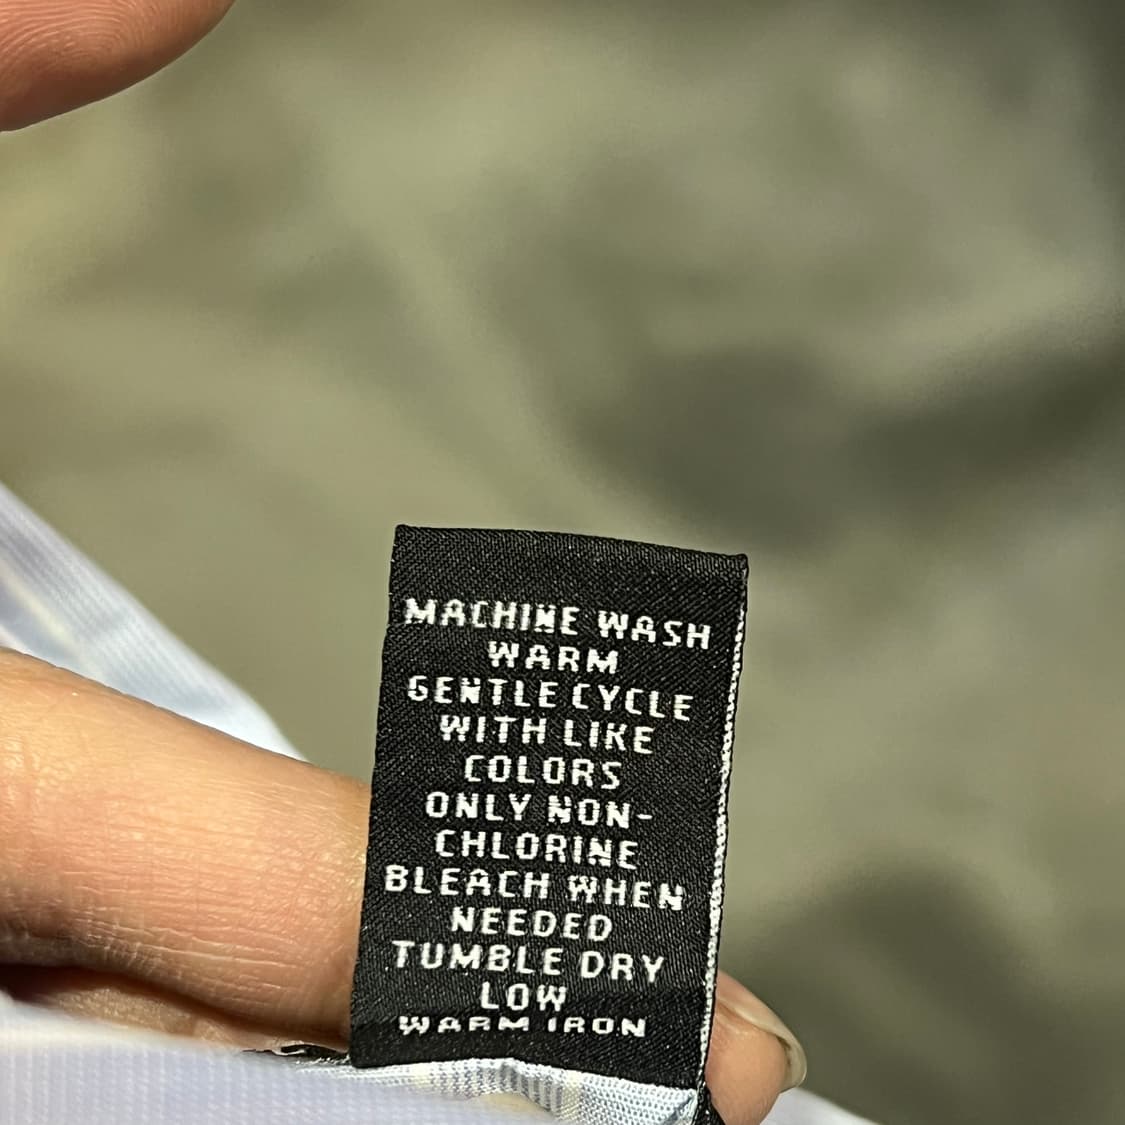 MACHINE WASH
WARM
GENTLE CYCLE
WITH LIKE
COLORS
ONLY NON-
CHLORINE
BLEACH WHEN
NEEDED
TUMBLE DRY
LOW
WARM IRON